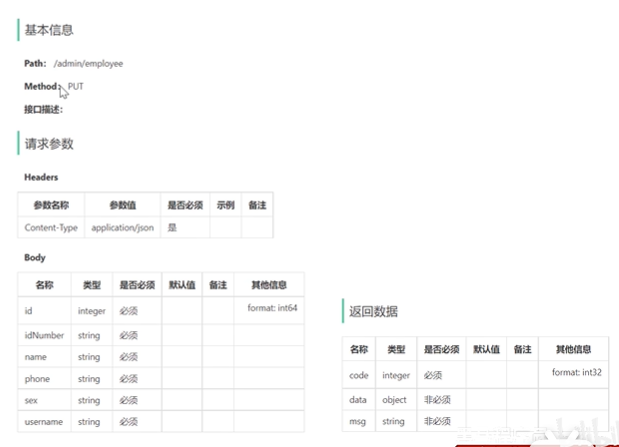 基本信息
Path: /admin/employee
Method: PUT
接口描述:
请求参数
Headers
参数名称 参数值 是否必须 示例 备注
Content-Type application/json 是
Body
名称 类型 是否必须 默认值 备注 其他信息
id integer 必须 format: int64
idNumber string 必须
name string 必须
phone string 必须
sex string 必须
username string 必须
返回数据
名称 类型 是否必须 默认值 备注 其他信息
code integer 必须 format: int32
data object 非必须
msg string 非必须